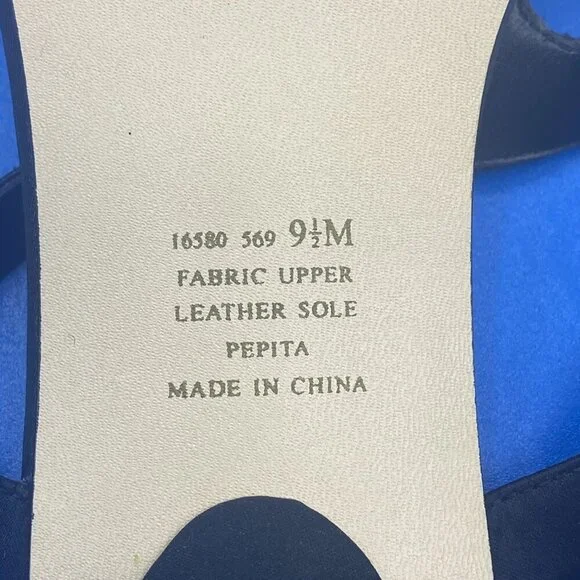 16580 569 9½M
FABRIC UPPER
LEATHER SOLE
PEPITA
MADE IN CHINA